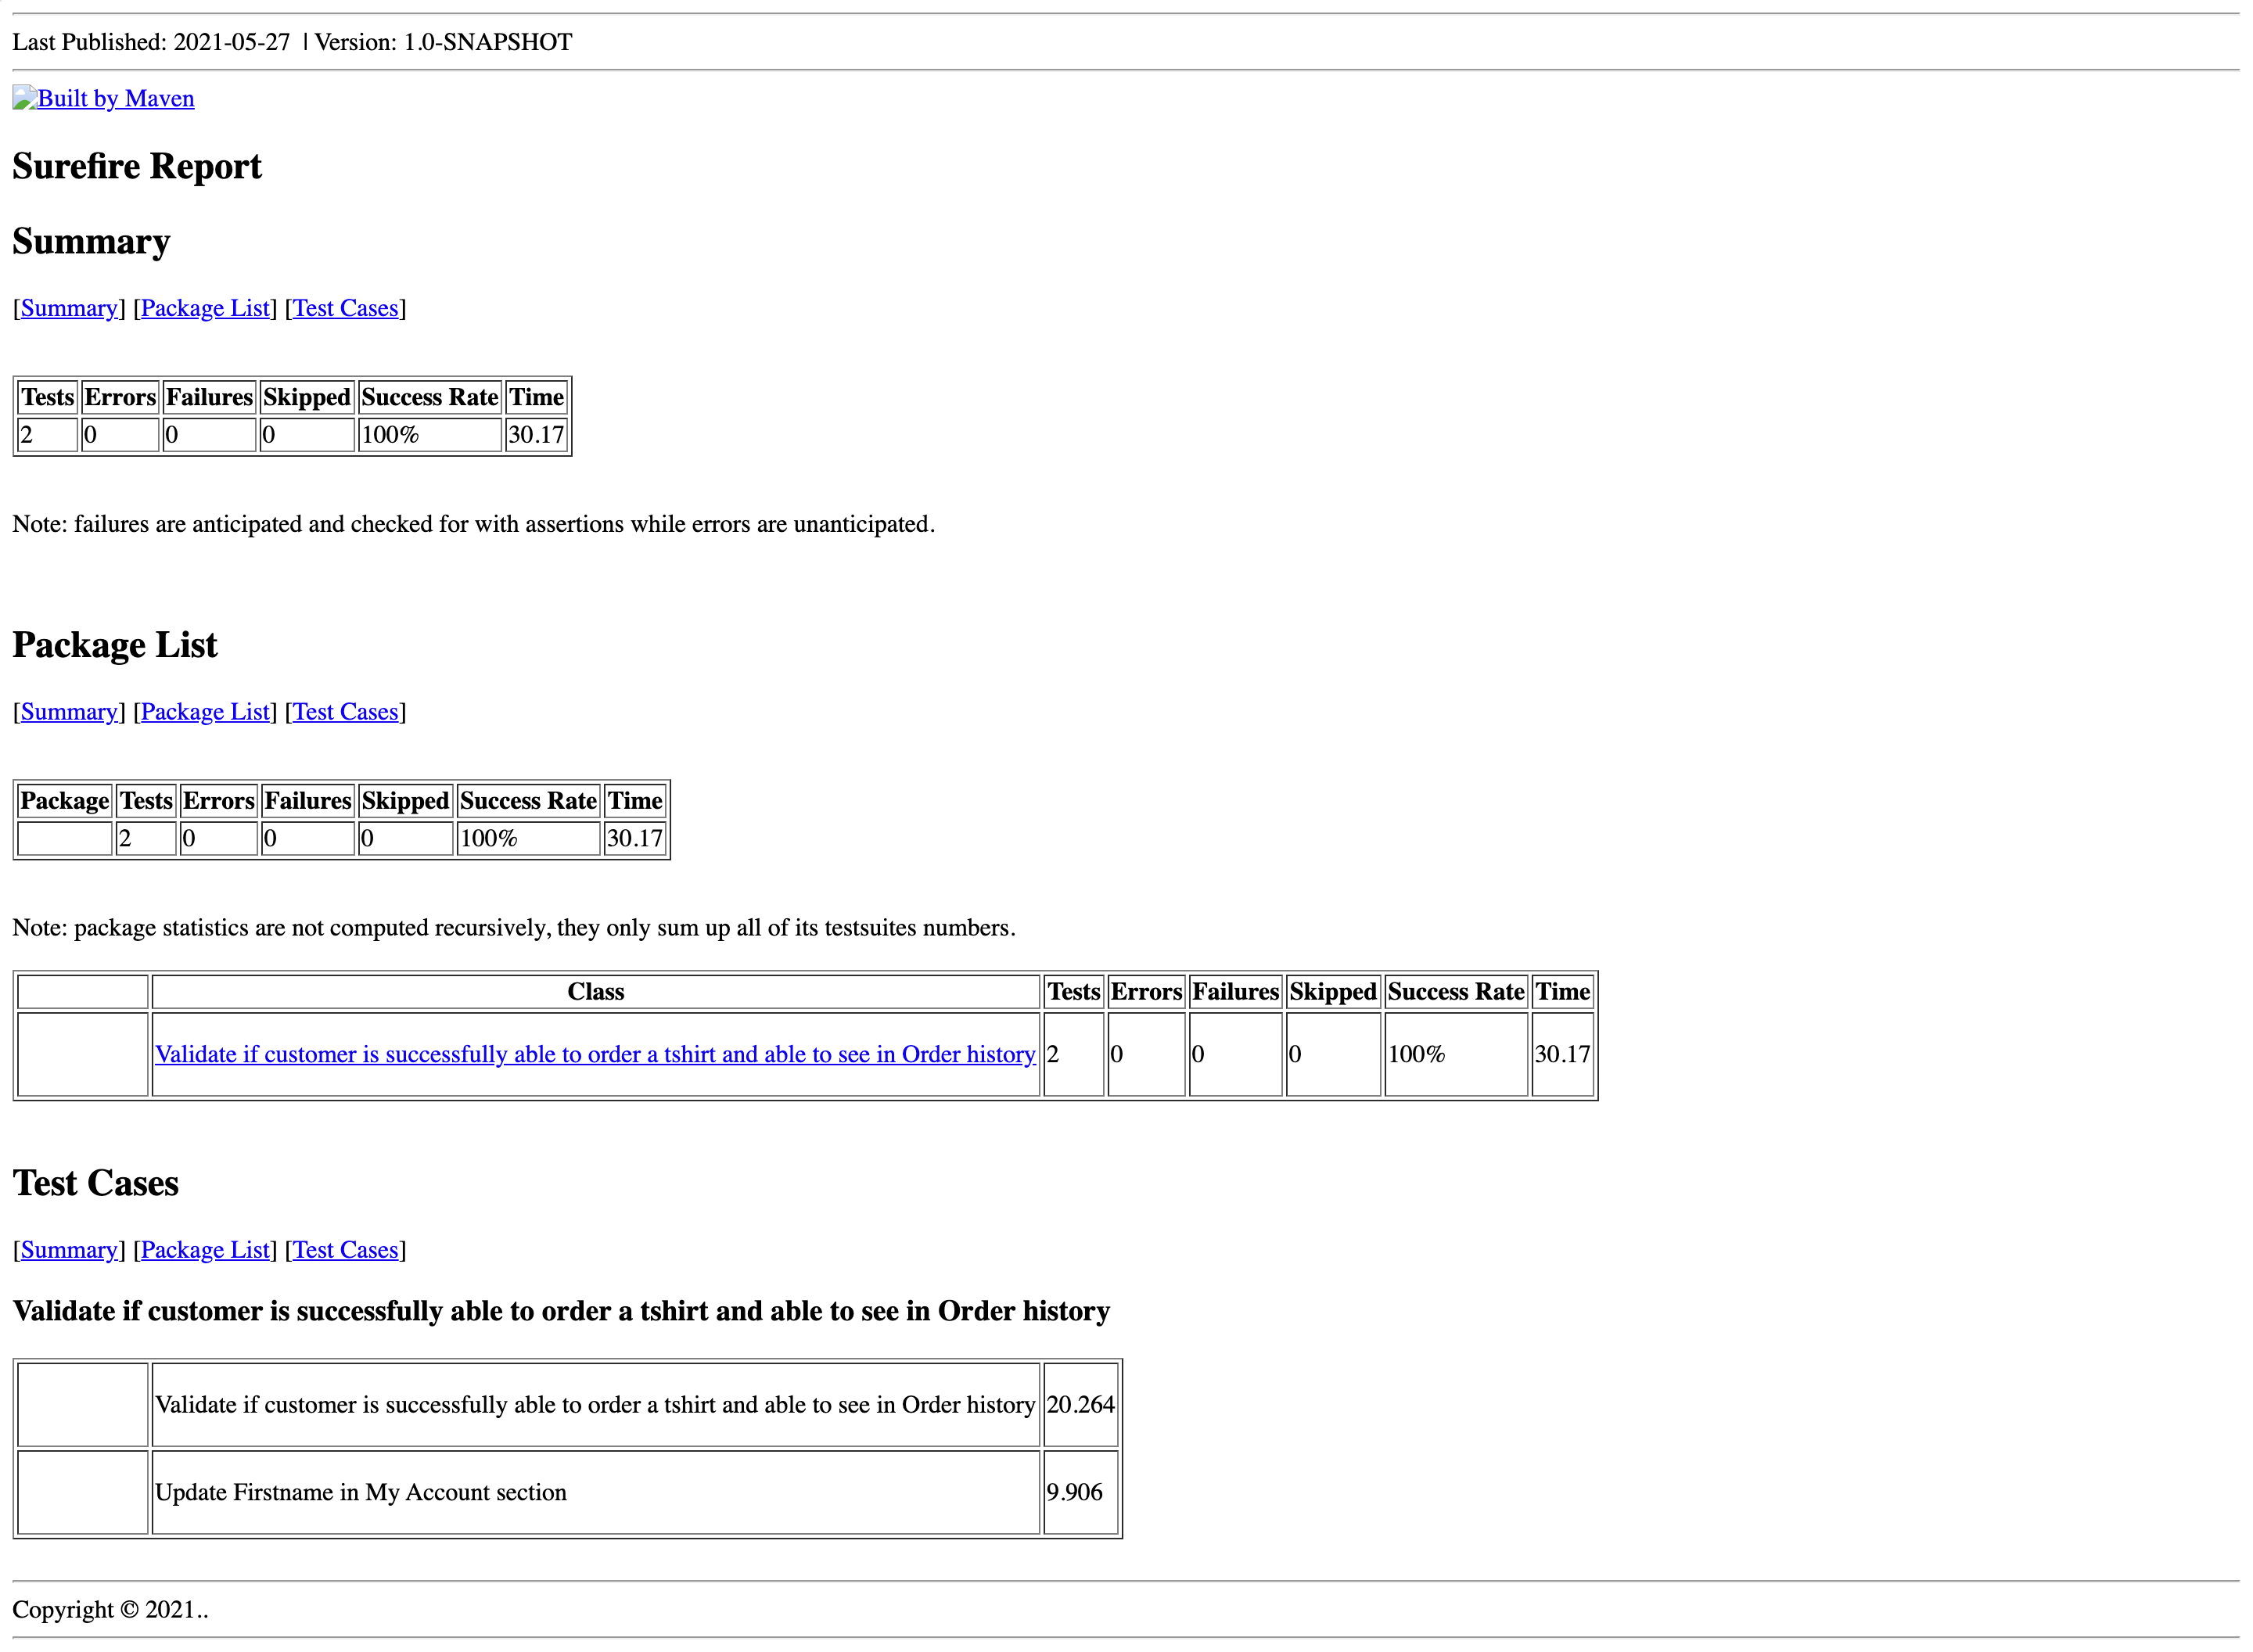 Last Published: 2021-05-27 | Version: 1.0-SNAPSHOT
Built by Maven
Surefire Report
Summary
[Summary] [Package List] [Test Cases]
Tests Errors Failures Skipped Success Rate Time
2 0 0 0 100% 30.17
Note: failures are anticipated and checked for with assertions while errors are unanticipated.
Package List
[Summary] [Package List] [Test Cases]
Package Tests Errors Failures Skipped Success Rate Time
2 0 0 0 100% 30.17
Note: package statistics are not computed recursively, they only sum up all of its testsuites numbers.
Class Tests Errors Failures Skipped Success Rate Time
Validate if customer is successfully able to order a tshirt and able to see in Order history 2 0 0 0 100% 30.17
Test Cases
[Summary] [Package List] [Test Cases]
Validate if customer is successfully able to order a tshirt and able to see in Order history
Validate if customer is successfully able to order a tshirt and able to see in Order history 20.264
Update Firstname in My Account section 9.906
Copyright © 2021..